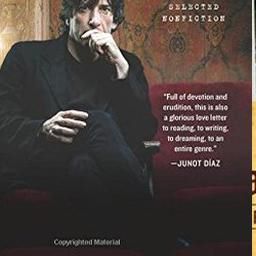 SELECTED
NONFICTION
"Full of devotion and
erudition, this is also
a glorious love letter
to reading, to writing,
to dreaming, to an
entire genre."
—JUNOT DÍAZ
Copyrighted Material